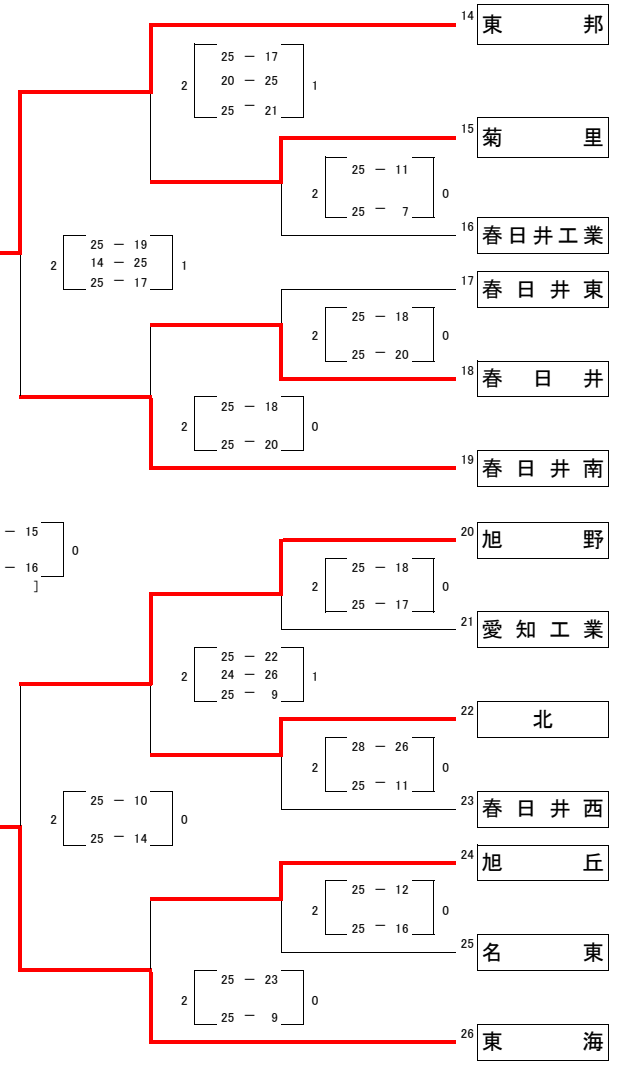 14 東邦
25 － 17
2 20 － 25 1
25 － 21
15 菊里
25 － 11
2 0
25 － 7
16 春日井工業
25 － 19
2 14 － 25 1
25 － 17
17 春日井東
25 － 18
2 0
25 － 20
18 春日井
25 － 18
2 0
25 － 20
19 春日井南
－ 15
0
－ 16
]
20 旭野
25 － 18
2 0
25 － 17
21 愛知工業
25 － 22
2 24 － 26 1
25 － 9
22 北
28 － 26
2 0
25 － 11
23 春日井西
25 － 10
2 0
25 － 14
24 旭丘
25 － 12
2 0
25 － 16
25 名東
25 － 23
2 0
25 － 9
26 東海